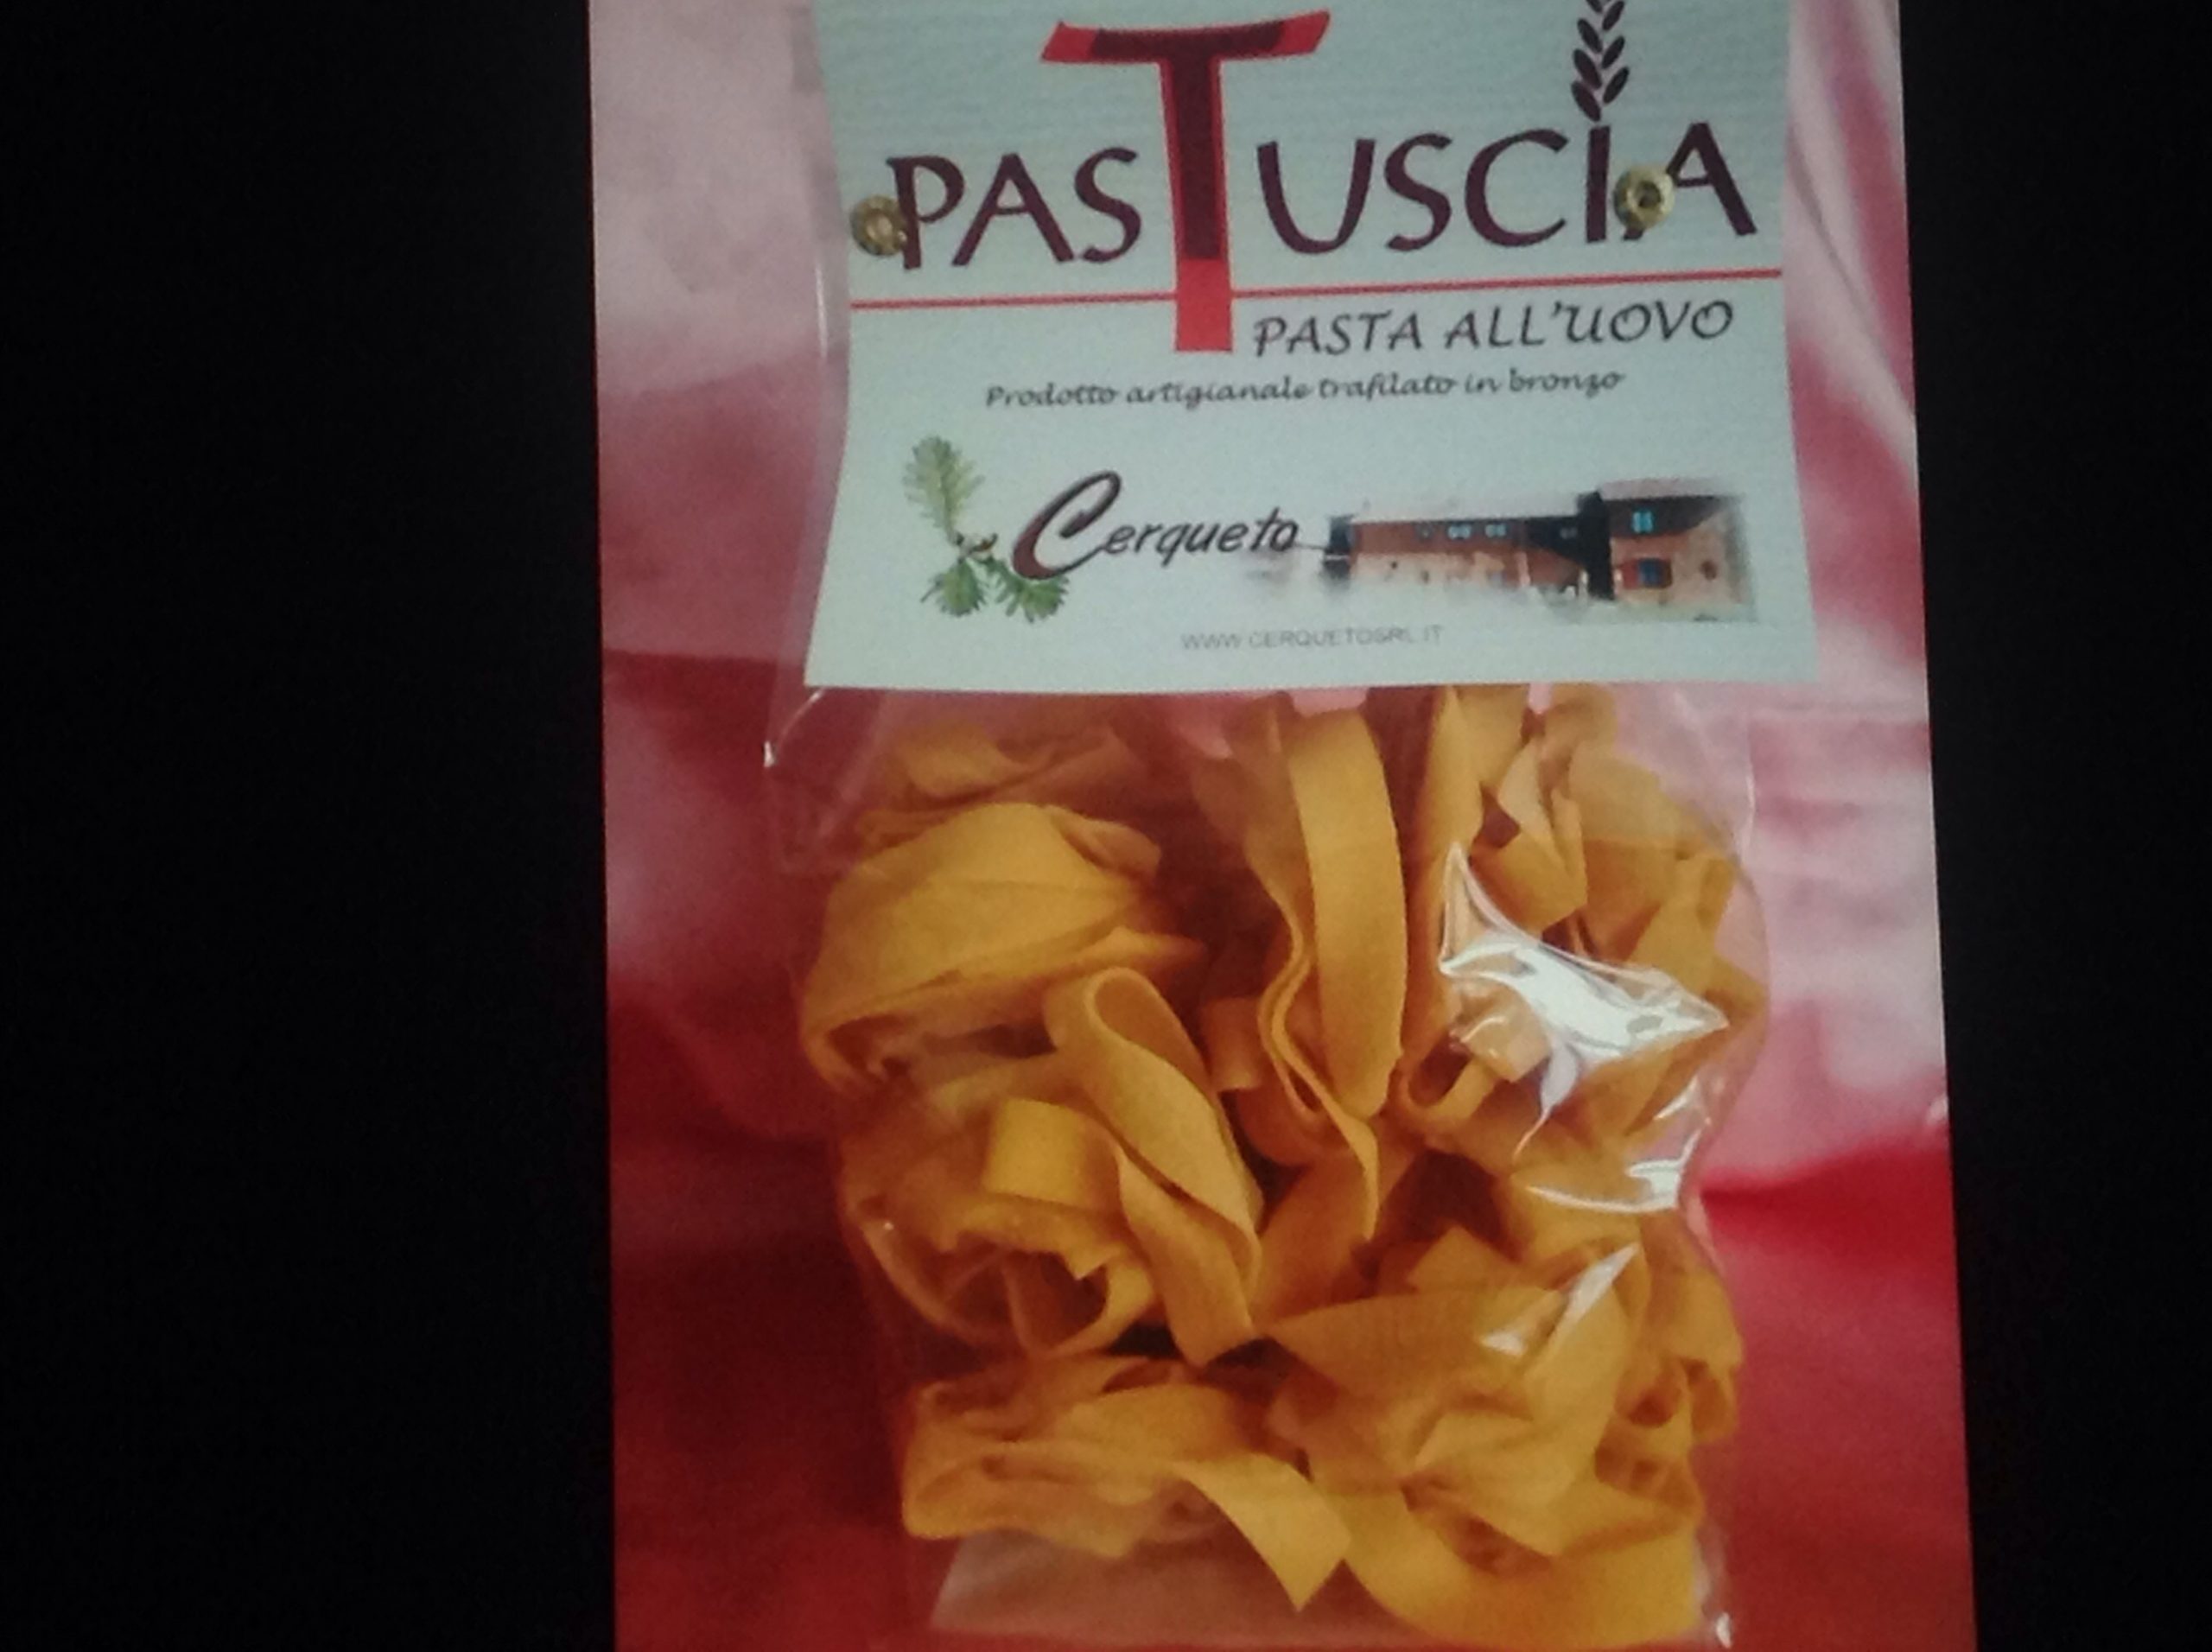 PASTUSCIA
PASTA ALL'UOVO
Prodotto artigianale trafilato in bronzo
Cerqueto
WWW.CERQUETOSRL.IT